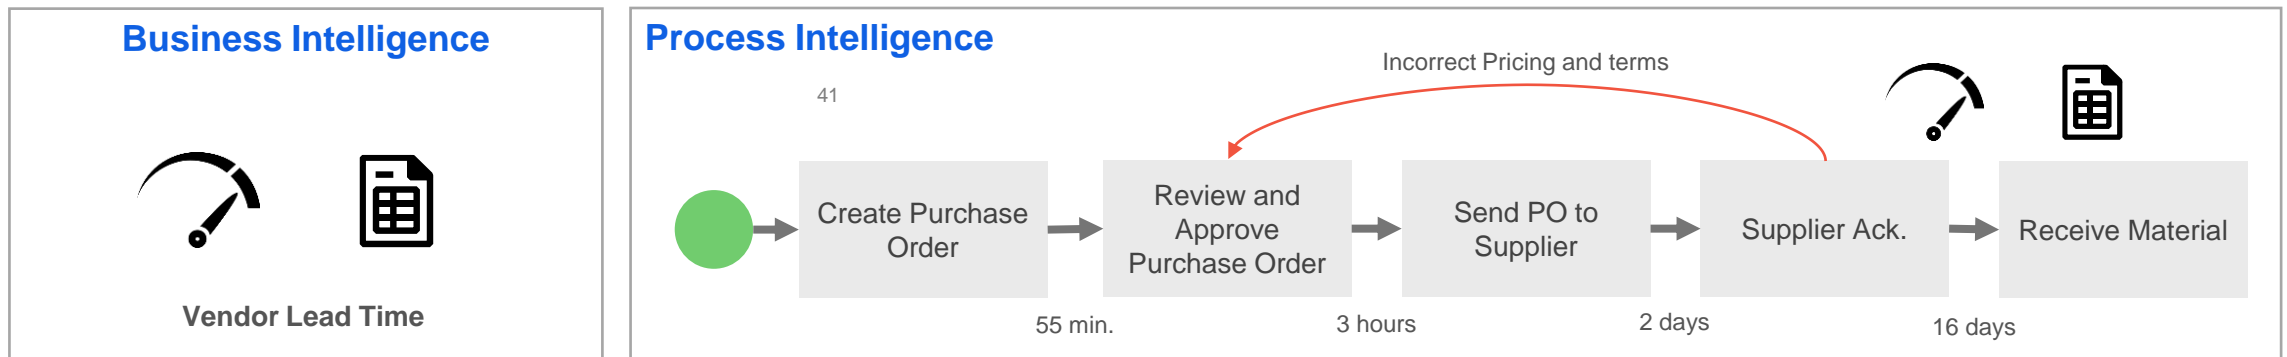 Business Intelligence
Vendor Lead Time
Process Intelligence
Incorrect Pricing and terms
41
Create Purchase
Order
Review and
Approve
Purchase Order
Send PO to
Supplier
Supplier Ack.
Receive Material
55 min.
3 hours
2 days
16 days